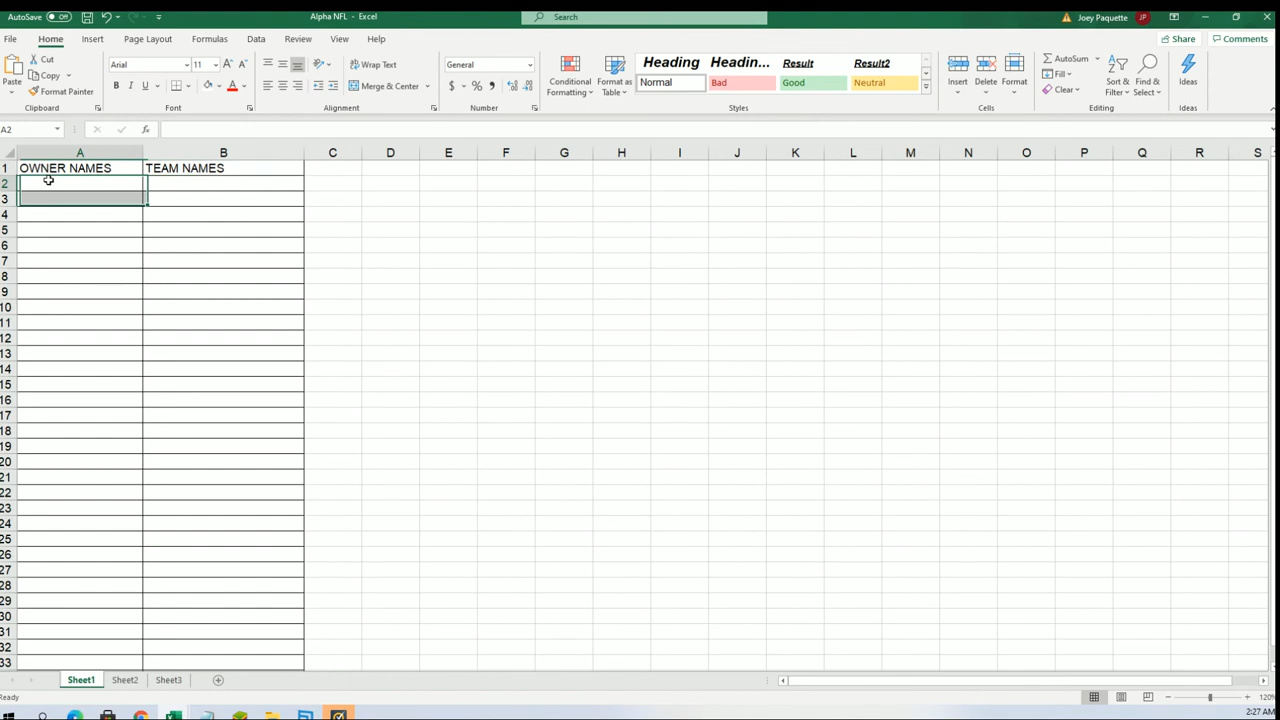 AutoSave Off Alpha NFL - Excel Search Joey Paquette JP
File Home Insert Draw Page Layout Formulas Data Review View Help Share Comments
Cut Arial 11 A A Wrap Text General Heading Headin... Result Result2 AutoSum
Copy Fill
Paste Format Painter B I U A Merge & Center $ % 9 Conditional Formatting Format as Table Normal Bad Good Neutral Insert Delete Format Clear Sort & Filter Find & Select Ideas
Clipboard Font Alignment Number Styles Cells Editing Ideas
A2 fx
A B C D E F G H I J K L M N O P Q R S
1 OWNER NAMES TEAM NAMES
2
3
4
5
6
7
8
9
10
11
12
13
14
15
16
17
18
19
20
21
22
23
24
25
26
27
28
29
30
31
32
33
Sheet1 Sheet2 Sheet3
Ready 120%
2:27 AM